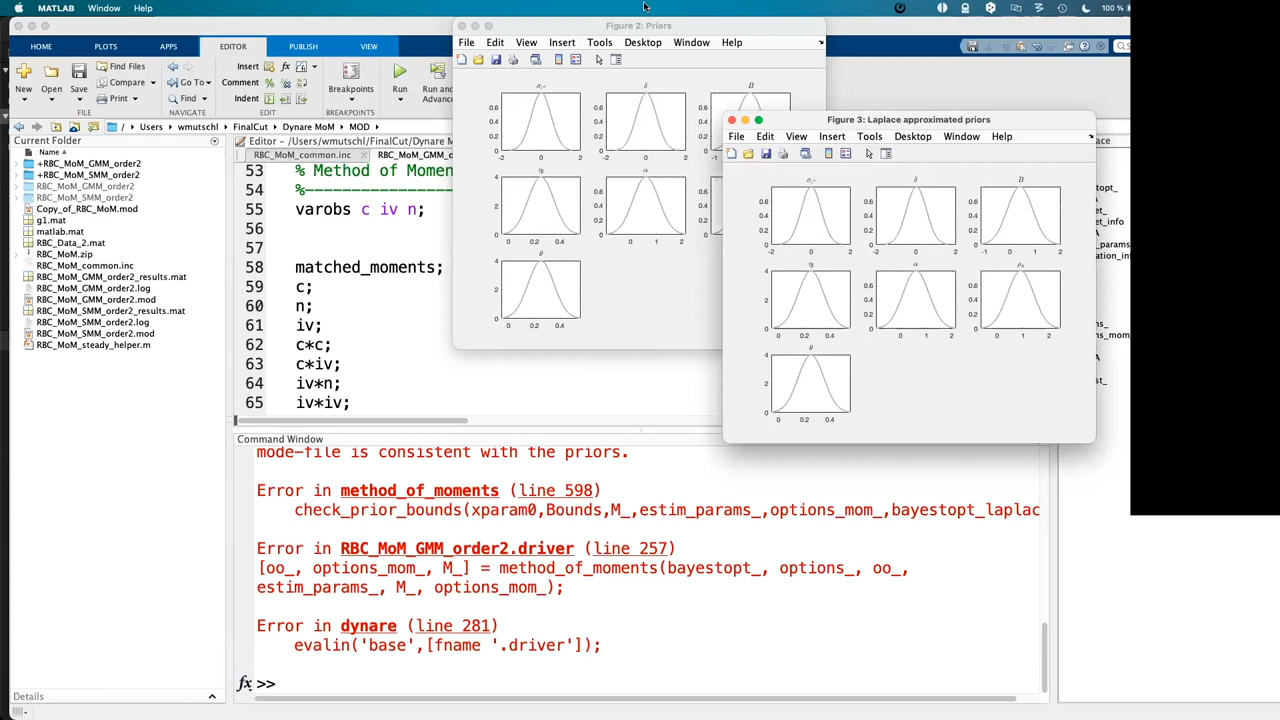 MATLAB Window Help
100 %
Figure 2: Priors
HOME PLOTS APPS EDITOR PUBLISH VIEW
File Edit View Insert Tools Desktop Window Help
New Open Save Find Files Compare Print
Go To Find
Insert fx
Comment
Indent
Breakpoints Run Run and Advance
NAVIGATE EDIT BREAKPOINTS
/ Users wmutschl FinalCut Dynare MoM MOD
Current Folder
Name
+RBC_MoM_GMM_order2
+RBC_MoM_SMM_order2
RBC_MoM_GMM_order2
RBC_MoM_SMM_order2
Copy_of_RBC_MoM.mod
g1.mat
matlab.mat
RBC_Data_2.mat
RBC_MoM.zip
RBC_MoM_common.inc
RBC_MoM_GMM_order2_results.mat
RBC_MoM_GMM_order2.log
RBC_MoM_GMM_order2.mod
RBC_MoM_SMM_order2_results.mat
RBC_MoM_SMM_order2.log
RBC_MoM_SMM_order2.mod
RBC_MoM_steady_helper.m
Details
Editor - /Users/wmutschl/FinalCut/Dynare M
RBC_MoM_common.inc RBC_MoM_GMM_o
53 % Method of Momen
54 %---------------
55 varobs c iv n;
56
57
58 matched_moments;
59 c;
60 n;
61 iv;
62 c*c;
63 c*iv;
64 iv*n;
65 iv*iv;
δ B
η α
θ
Figure 3: Laplace approximated priors
File Edit View Insert Tools Desktop Window Help
δ B
η α
θ
Command Window
mode-file is consistent with the priors.
Error in method_of_moments (line 598)
check_prior_bounds(xparam0,Bounds,M_,estim_params_,options_mom_,bayestopt_laplac
Error in RBC_MoM_GMM_order2.driver (line 257)
[oo_, options_mom_, M_] = method_of_moments(bayestopt_, options_, oo_,
estim_params_, M_, options_mom_);
Error in dynare (line 281)
evalin('base',[fname '.driver']);
fx >>